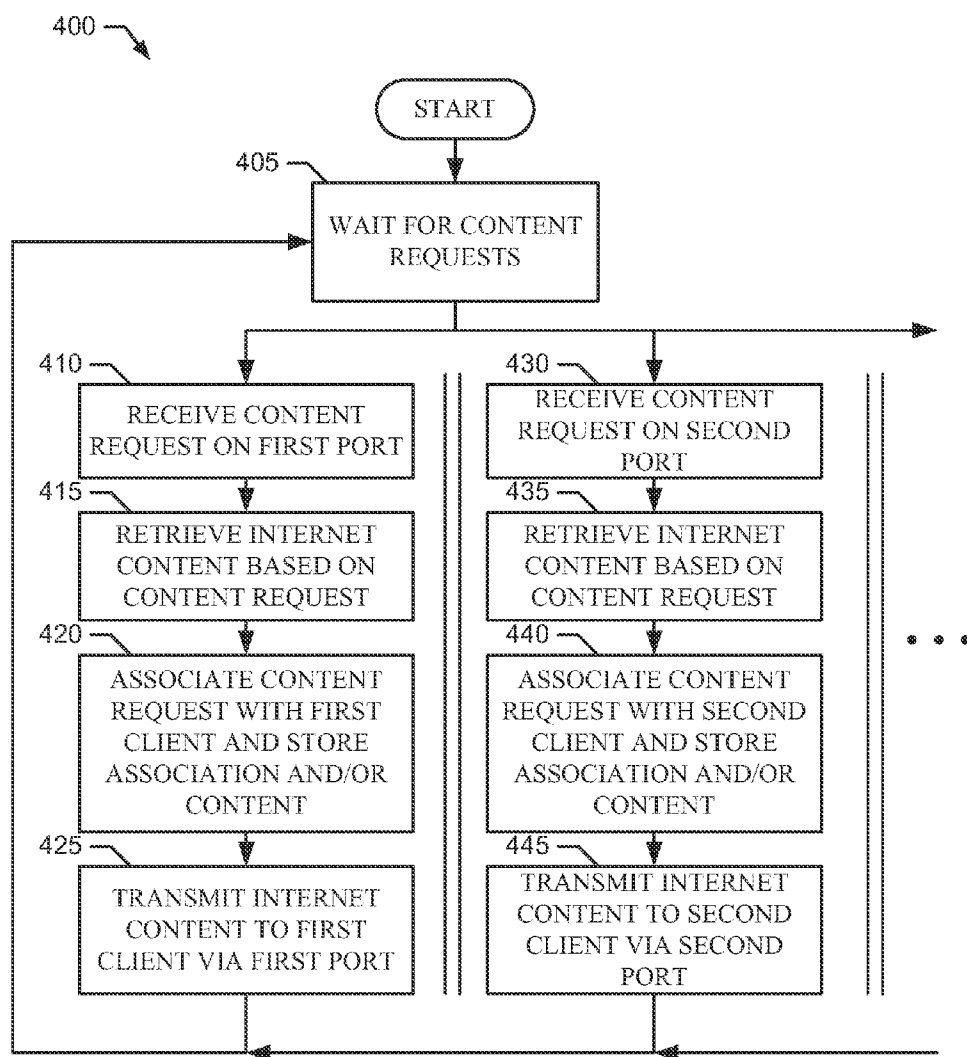 400
START
405
WAIT FOR CONTENT
REQUESTS
410
RECEIVE CONTENT
REQUEST ON FIRST PORT
415
RETRIEVE INTERNET
CONTENT BASED ON
CONTENT REQUEST
420
ASSOCIATE CONTENT
REQUEST WITH FIRST
CLIENT AND STORE
ASSOCIATION AND/OR
CONTENT
425
TRANSMIT INTERNET
CONTENT TO FIRST
CLIENT VIA FIRST PORT
430
RECEIVE CONTENT
REQUEST ON SECOND
PORT
435
RETRIEVE INTERNET
CONTENT BASED ON
CONTENT REQUEST
440
ASSOCIATE CONTENT
REQUEST WITH SECOND
CLIENT AND STORE
ASSOCIATION AND/OR
CONTENT
445
TRANSMIT INTERNET
CONTENT TO SECOND
CLIENT VIA SECOND
PORT
• • •